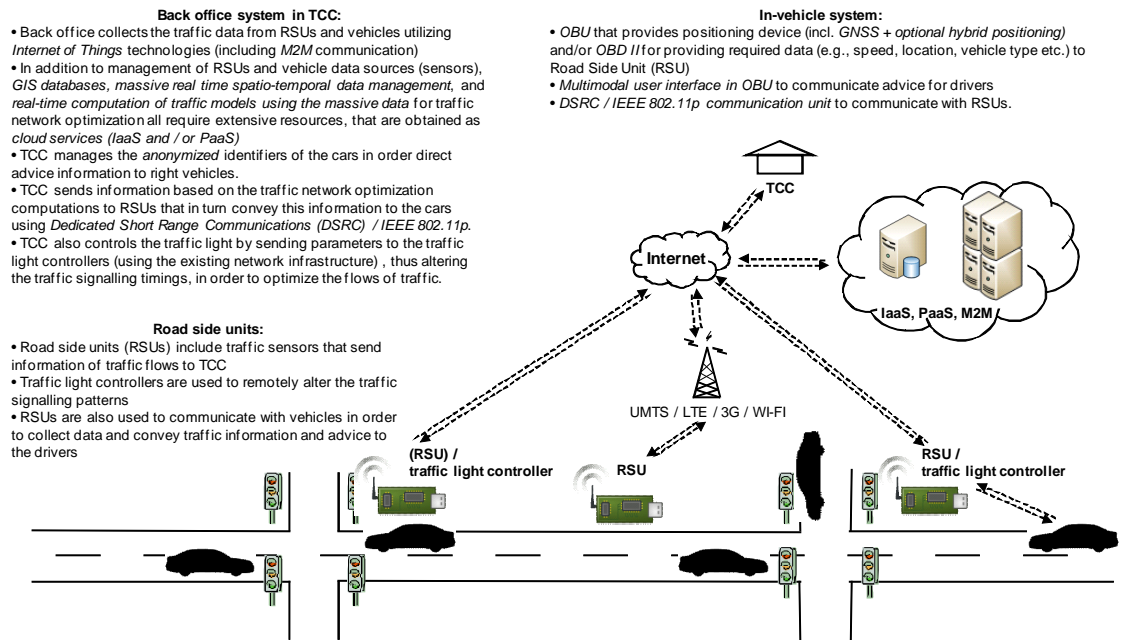 Back office system in TCC:
• Back office collects the traffic data from RSUs and vehicles utilizing
Internet of Things technologies (including M2M communication)
• In addition to management of RSUs and vehicle data sources (sensors),
GIS databases, massive real time spatio-temporal data management, and
real-time computation of traffic models using the massive data for traffic
network optimization all require extensive resources, that are obtained as
cloud services (IaaS and / or PaaS)
• TCC manages the anonymized identifiers of the cars in order direct
advice information to right vehicles.
• TCC sends information based on the traffic network optimization
computations to RSUs that in turn convey this information to the cars
using Dedicated Short Range Communications (DSRC) / IEEE 802.11p.
• TCC also controls the traffic light by sending parameters to the traffic
light controllers (using the existing network infrastructure) , thus altering
the traffic signalling timings, in order to optimize the flows of traffic.
In-vehicle system:
• OBU that provides positioning device (incl. GNSS + optional hybrid positioning)
and/or OBD II for providing required data (e.g., speed, location, vehicle type etc.) to
Road Side Unit (RSU)
• Multimodal user interface in OBU to communicate advice for drivers
• DSRC / IEEE 802.11p communication unit to communicate with RSUs.
TCC
Internet
IaaS, PaaS, M2M
Road side units:
• Road side units (RSUs) include traffic sensors that send
information of traffic flows to TCC
• Traffic light controllers are used to remotely alter the traffic
signalling patterns
• RSUs are also used to communicate with vehicles in order
to collect data and convey traffic information and advice to
the drivers
UMTS / LTE / 3G / WI-FI
(RSU) /
traffic light controller
RSU
RSU /
traffic light controller